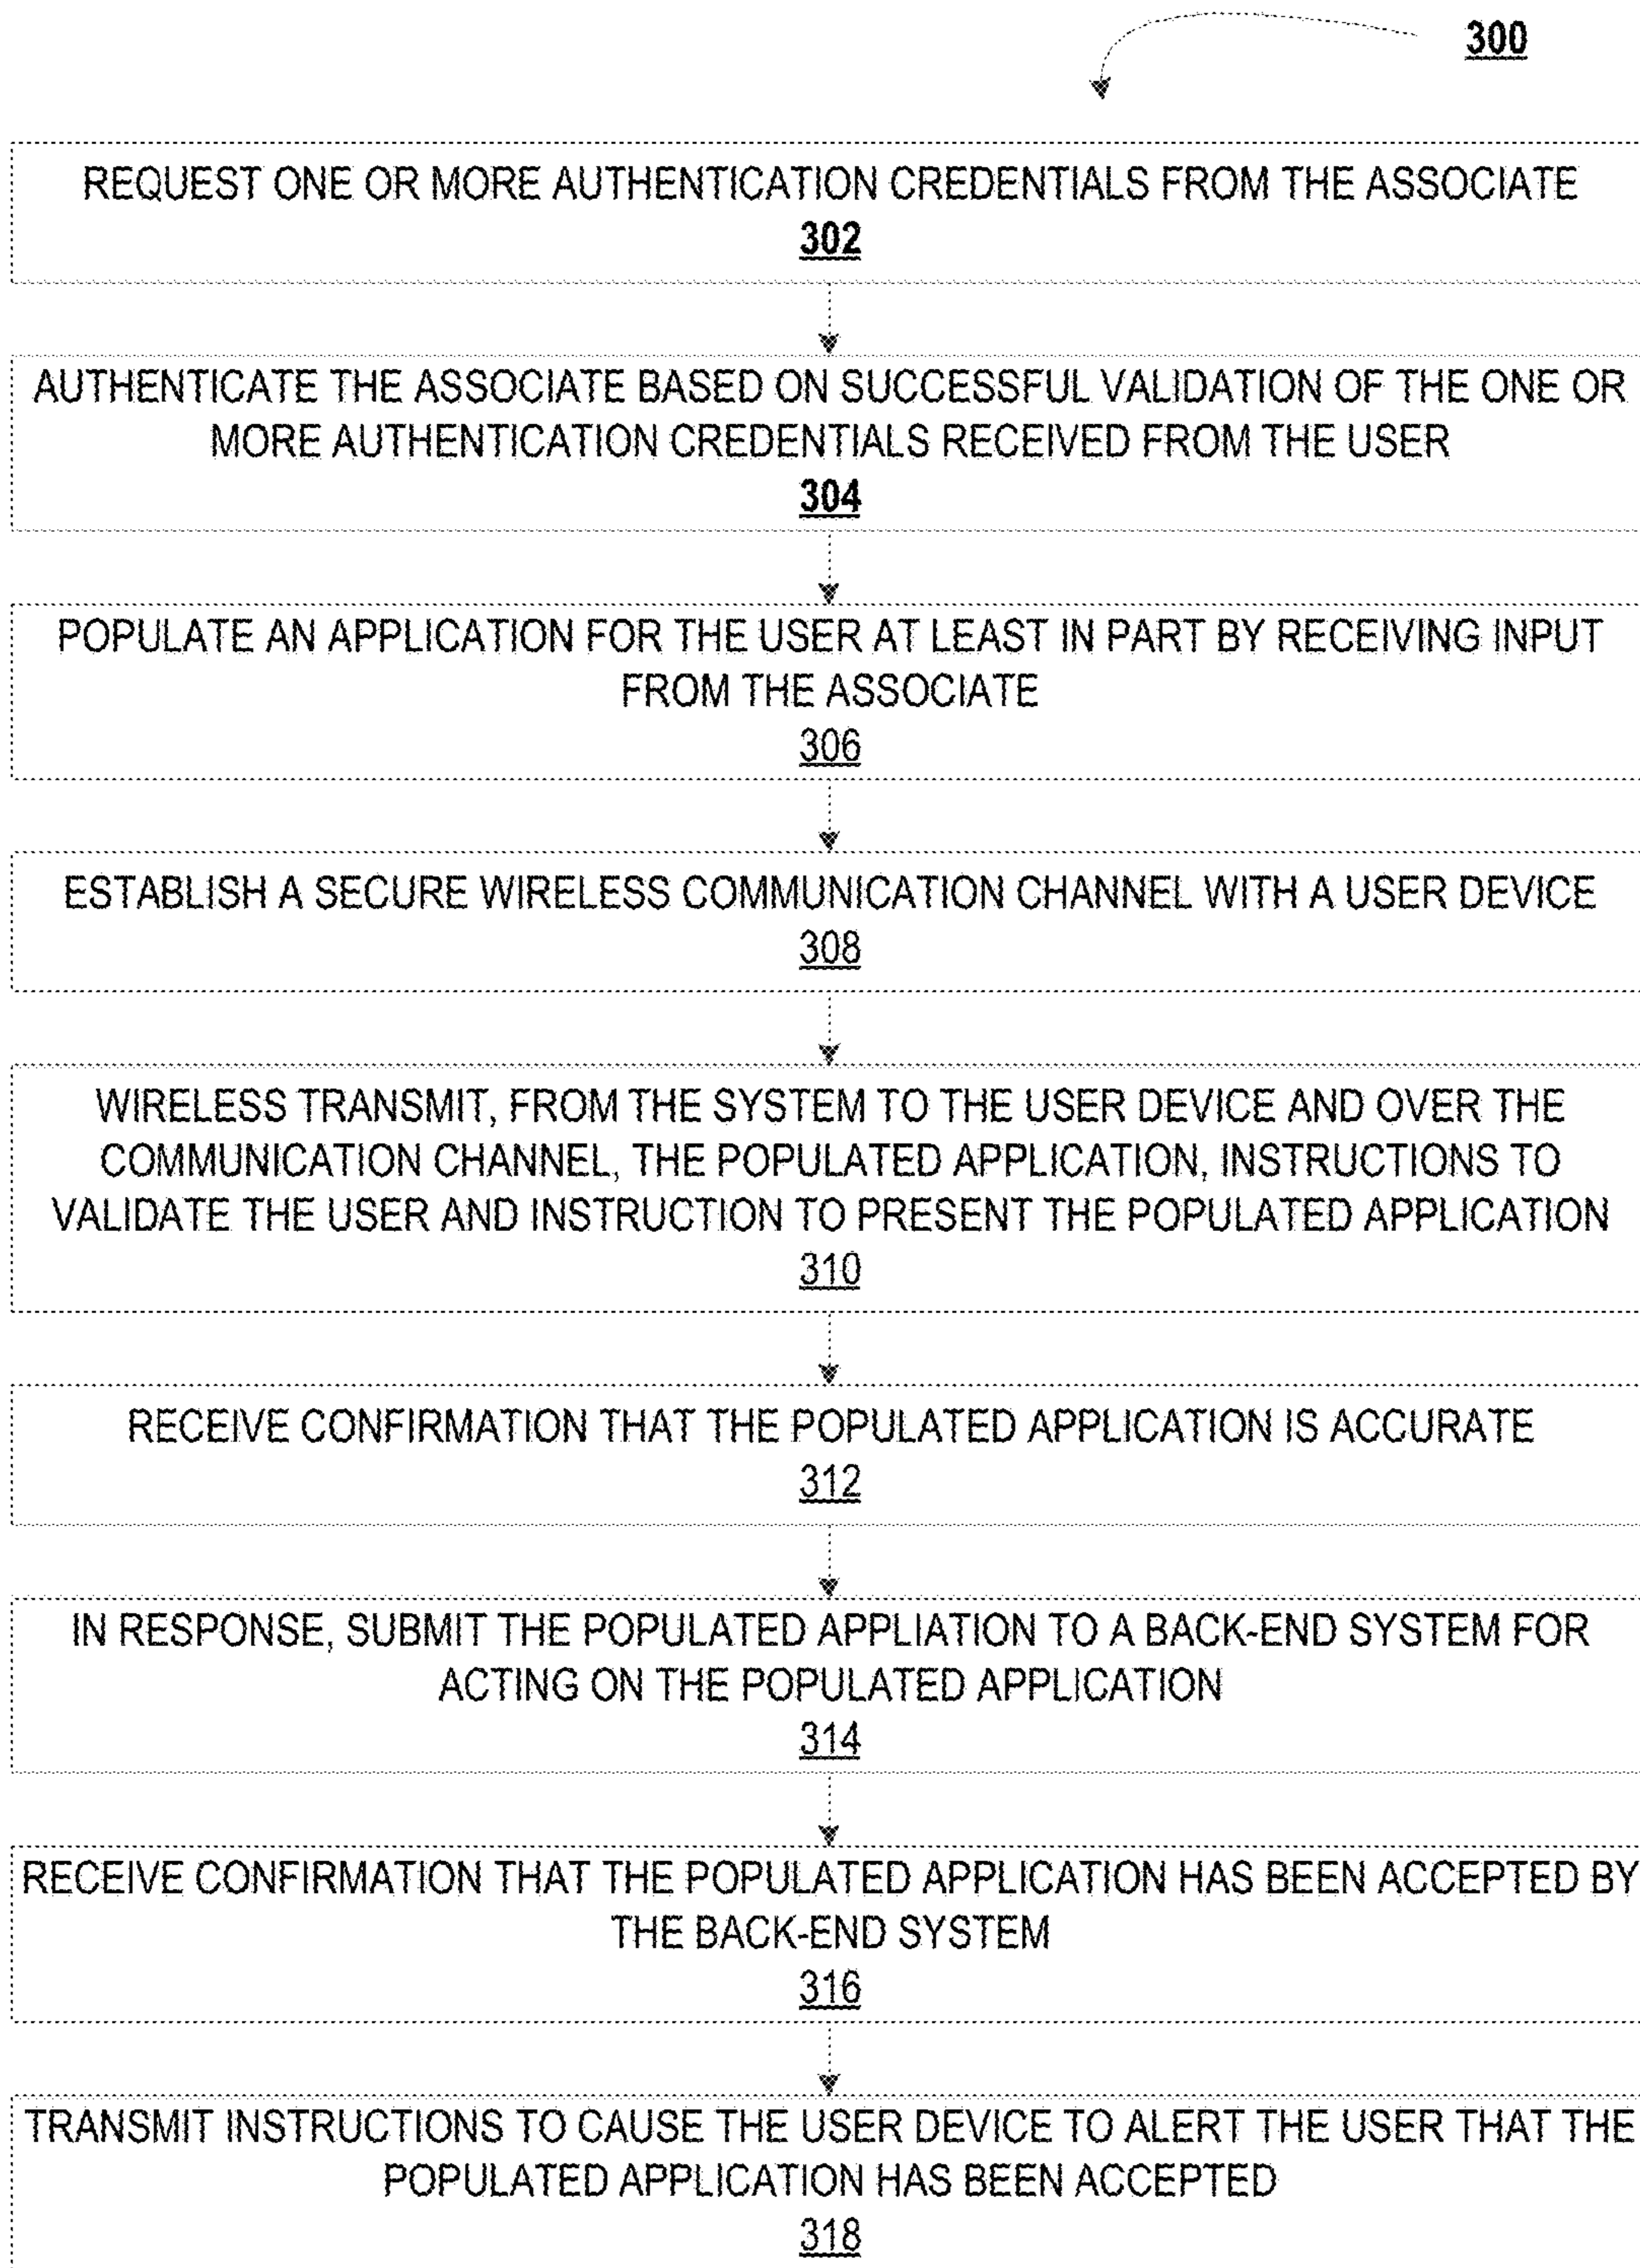 300
REQUEST ONE OR MORE AUTHENTICATION CREDENTIALS FROM THE ASSOCIATE
302
AUTHENTICATE THE ASSOCIATE BASED ON SUCCESSFUL VALIDATION OF THE ONE OR
MORE AUTHENTICATION CREDENTIALS RECEIVED FROM THE USER
304
POPULATE AN APPLICATION FOR THE USER AT LEAST IN PART BY RECEIVING INPUT
FROM THE ASSOCIATE
306
ESTABLISH A SECURE WIRELESS COMMUNICATION CHANNEL WITH A USER DEVICE
308
WIRELESS TRANSMIT, FROM THE SYSTEM TO THE USER DEVICE AND OVER THE
COMMUNICATION CHANNEL, THE POPULATED APPLICATION, INSTRUCTIONS TO
VALIDATE THE USER AND INSTRUCTION TO PRESENT THE POPULATED APPLICATION
310
RECEIVE CONFIRMATION THAT THE POPULATED APPLICATION IS ACCURATE
312
IN RESPONSE, SUBMIT THE POPULATED APPLIATION TO A BACK-END SYSTEM FOR
ACTING ON THE POPULATED APPLICATION
314
RECEIVE CONFIRMATION THAT THE POPULATED APPLICATION HAS BEEN ACCEPTED BY
THE BACK-END SYSTEM
316
TRANSMIT INSTRUCTIONS TO CAUSE THE USER DEVICE TO ALERT THE USER THAT THE
POPULATED APPLICATION HAS BEEN ACCEPTED
318